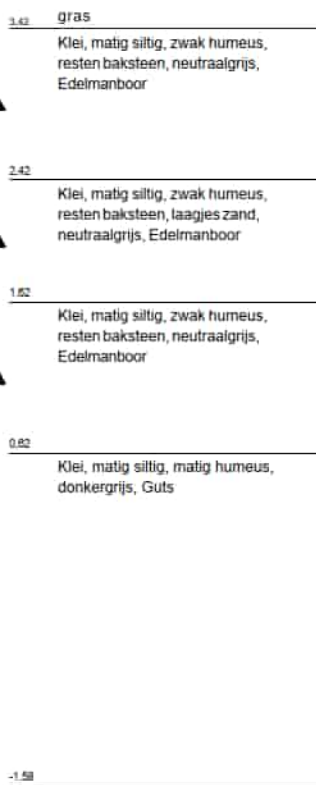 3.42 gras
Klei, matig siltig, zwak humeus,
resten baksteen, neutraalgrijs,
Edelmanboor
2.42
Klei, matig siltig, zwak humeus,
resten baksteen, laagjes zand,
neutraalgrijs, Edelmanboor
1.62
Klei, matig siltig, zwak humeus,
resten baksteen, neutraalgrijs,
Edelmanboor
0.62
Klei, matig siltig, matig humeus,
donkergrijs, Guts
-1.58